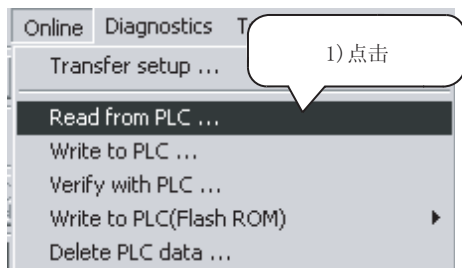 Online Diagnostics T
1)点击
Transfer setup ...
Read from PLC ...
Write to PLC ...
Verify with PLC ...
Write to PLC(Flash ROM)
Delete PLC data ...